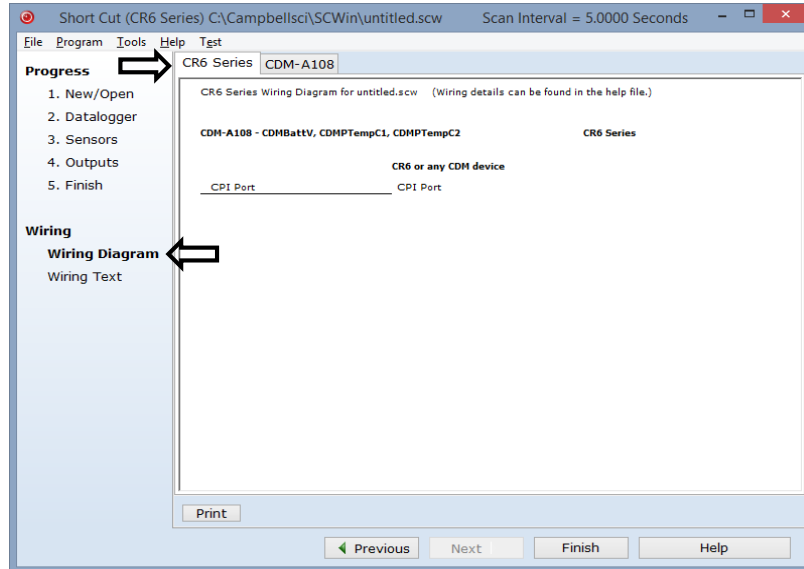 Short Cut (CR6 Series) C:\Campbellsci\SCWin\untitled.scw Scan Interval = 5.0000 Seconds
File Program Tools Help Test
Progress
1. New/Open
2. Datalogger
3. Sensors
4. Outputs
5. Finish
Wiring
Wiring Diagram
Wiring Text
CR6 Series CDM-A108
CR6 Series Wiring Diagram for untitled.scw (Wiring details can be found in the help file.)
CDM-A108 - CDMBattV, CDMPTempC1, CDMPTempC2 CR6 Series
CR6 or any CDM device
CPI Port CPI Port
Print
Previous Next Finish Help